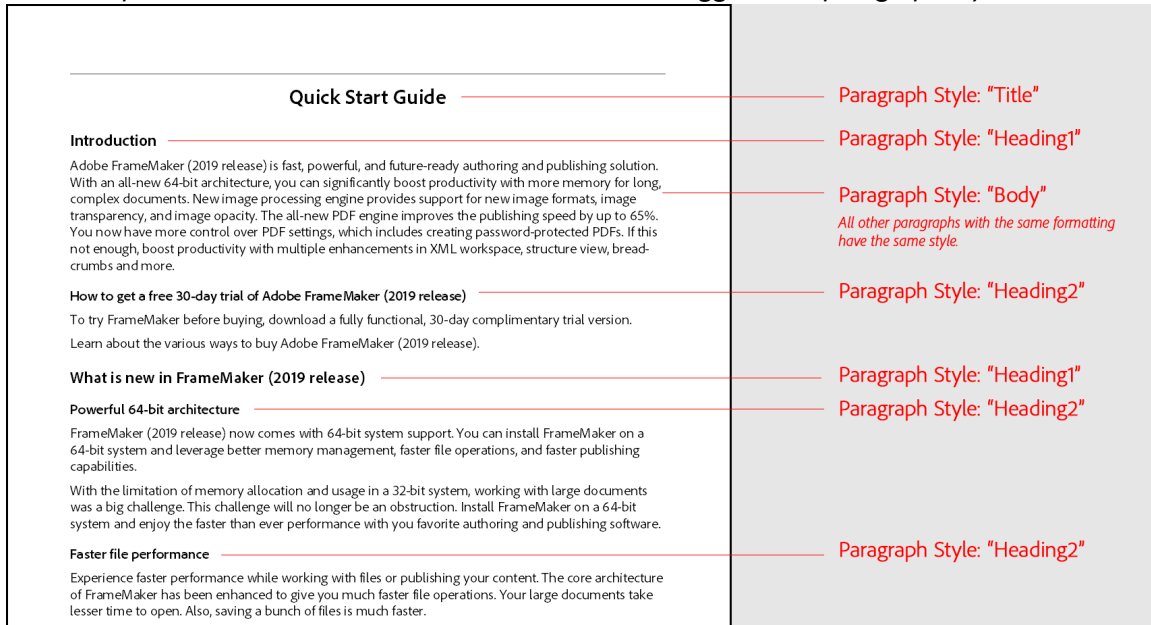 Quick Start Guide
Paragraph Style: "Title"
Introduction
Paragraph Style: "Heading1"
Adobe FrameMaker (2019 release) is fast, powerful, and future-ready authoring and publishing solution.
With an all-new 64-bit architecture, you can significantly boost productivity with more memory for long,
complex documents. New image processing engine provides support for new image formats, image
transparency, and image opacity. The all-new PDF engine improves the publishing speed by up to 65%.
You now have more control over PDF settings, which includes creating password-protected PDFs. If this
not enough, boost productivity with multiple enhancements in XML workspace, structure view, bread-
crumbs and more.
Paragraph Style: "Body"
All other paragraphs with the same formatting
have the same style.
How to get a free 30-day trial of Adobe FrameMaker (2019 release)
Paragraph Style: "Heading2"
To try FrameMaker before buying, download a fully functional, 30-day complimentary trial version.
Learn about the various ways to buy Adobe FrameMaker (2019 release).
What is new in FrameMaker (2019 release)
Paragraph Style: "Heading1"
Powerful 64-bit architecture
Paragraph Style: "Heading2"
FrameMaker (2019 release) now comes with 64-bit system support. You can install FrameMaker on a
64-bit system and leverage better memory management, faster file operations, and faster publishing
capabilities.
With the limitation of memory allocation and usage in a 32-bit system, working with large documents
was a big challenge. This challenge will no longer be an obstruction. Install FrameMaker on a 64-bit
system and enjoy the faster than ever performance with you favorite authoring and publishing software.
Faster file performance
Paragraph Style: "Heading2"
Experience faster performance while working with files or publishing your content. The core architecture
of FrameMaker has been enhanced to give you much faster file operations. Your large documents take
lesser time to open. Also, saving a bunch of files is much faster.